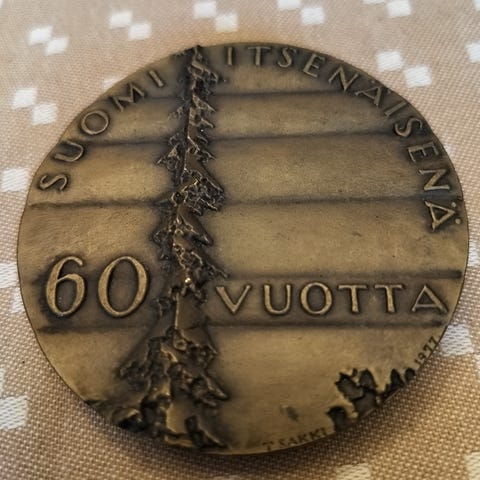 SUOMI ITSENÄISENÄ
60 VUOTTA
1977
T SAKKI